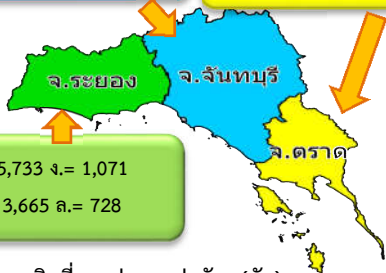 จ.ระยอง
จ.จันทบุรี
จ.ตราด
5,733 ง.= 1,071
3,665 ล.= 728